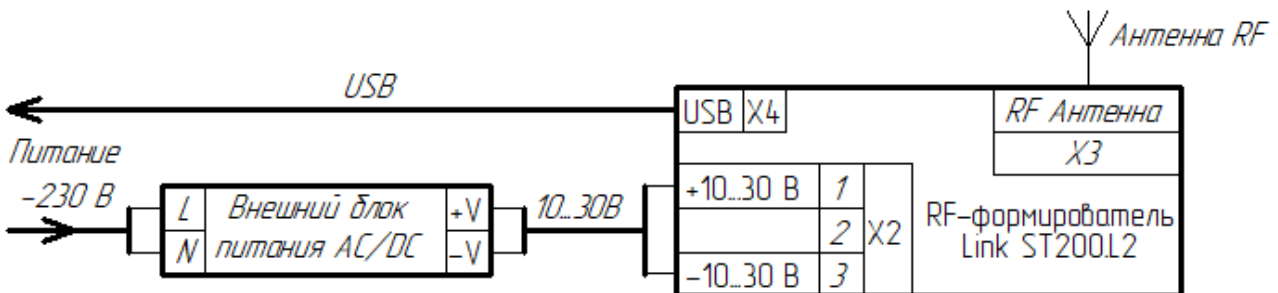 Антенна RF
USB
USB X4
RF Антенна
X3
Питание
~230 В
L
N
Внешний блок
питания AC/DC
+V
-V
10...30В
+10...30 В 1
2
-10...30 В 3
X2
RF-формирователь
Link ST200.L2